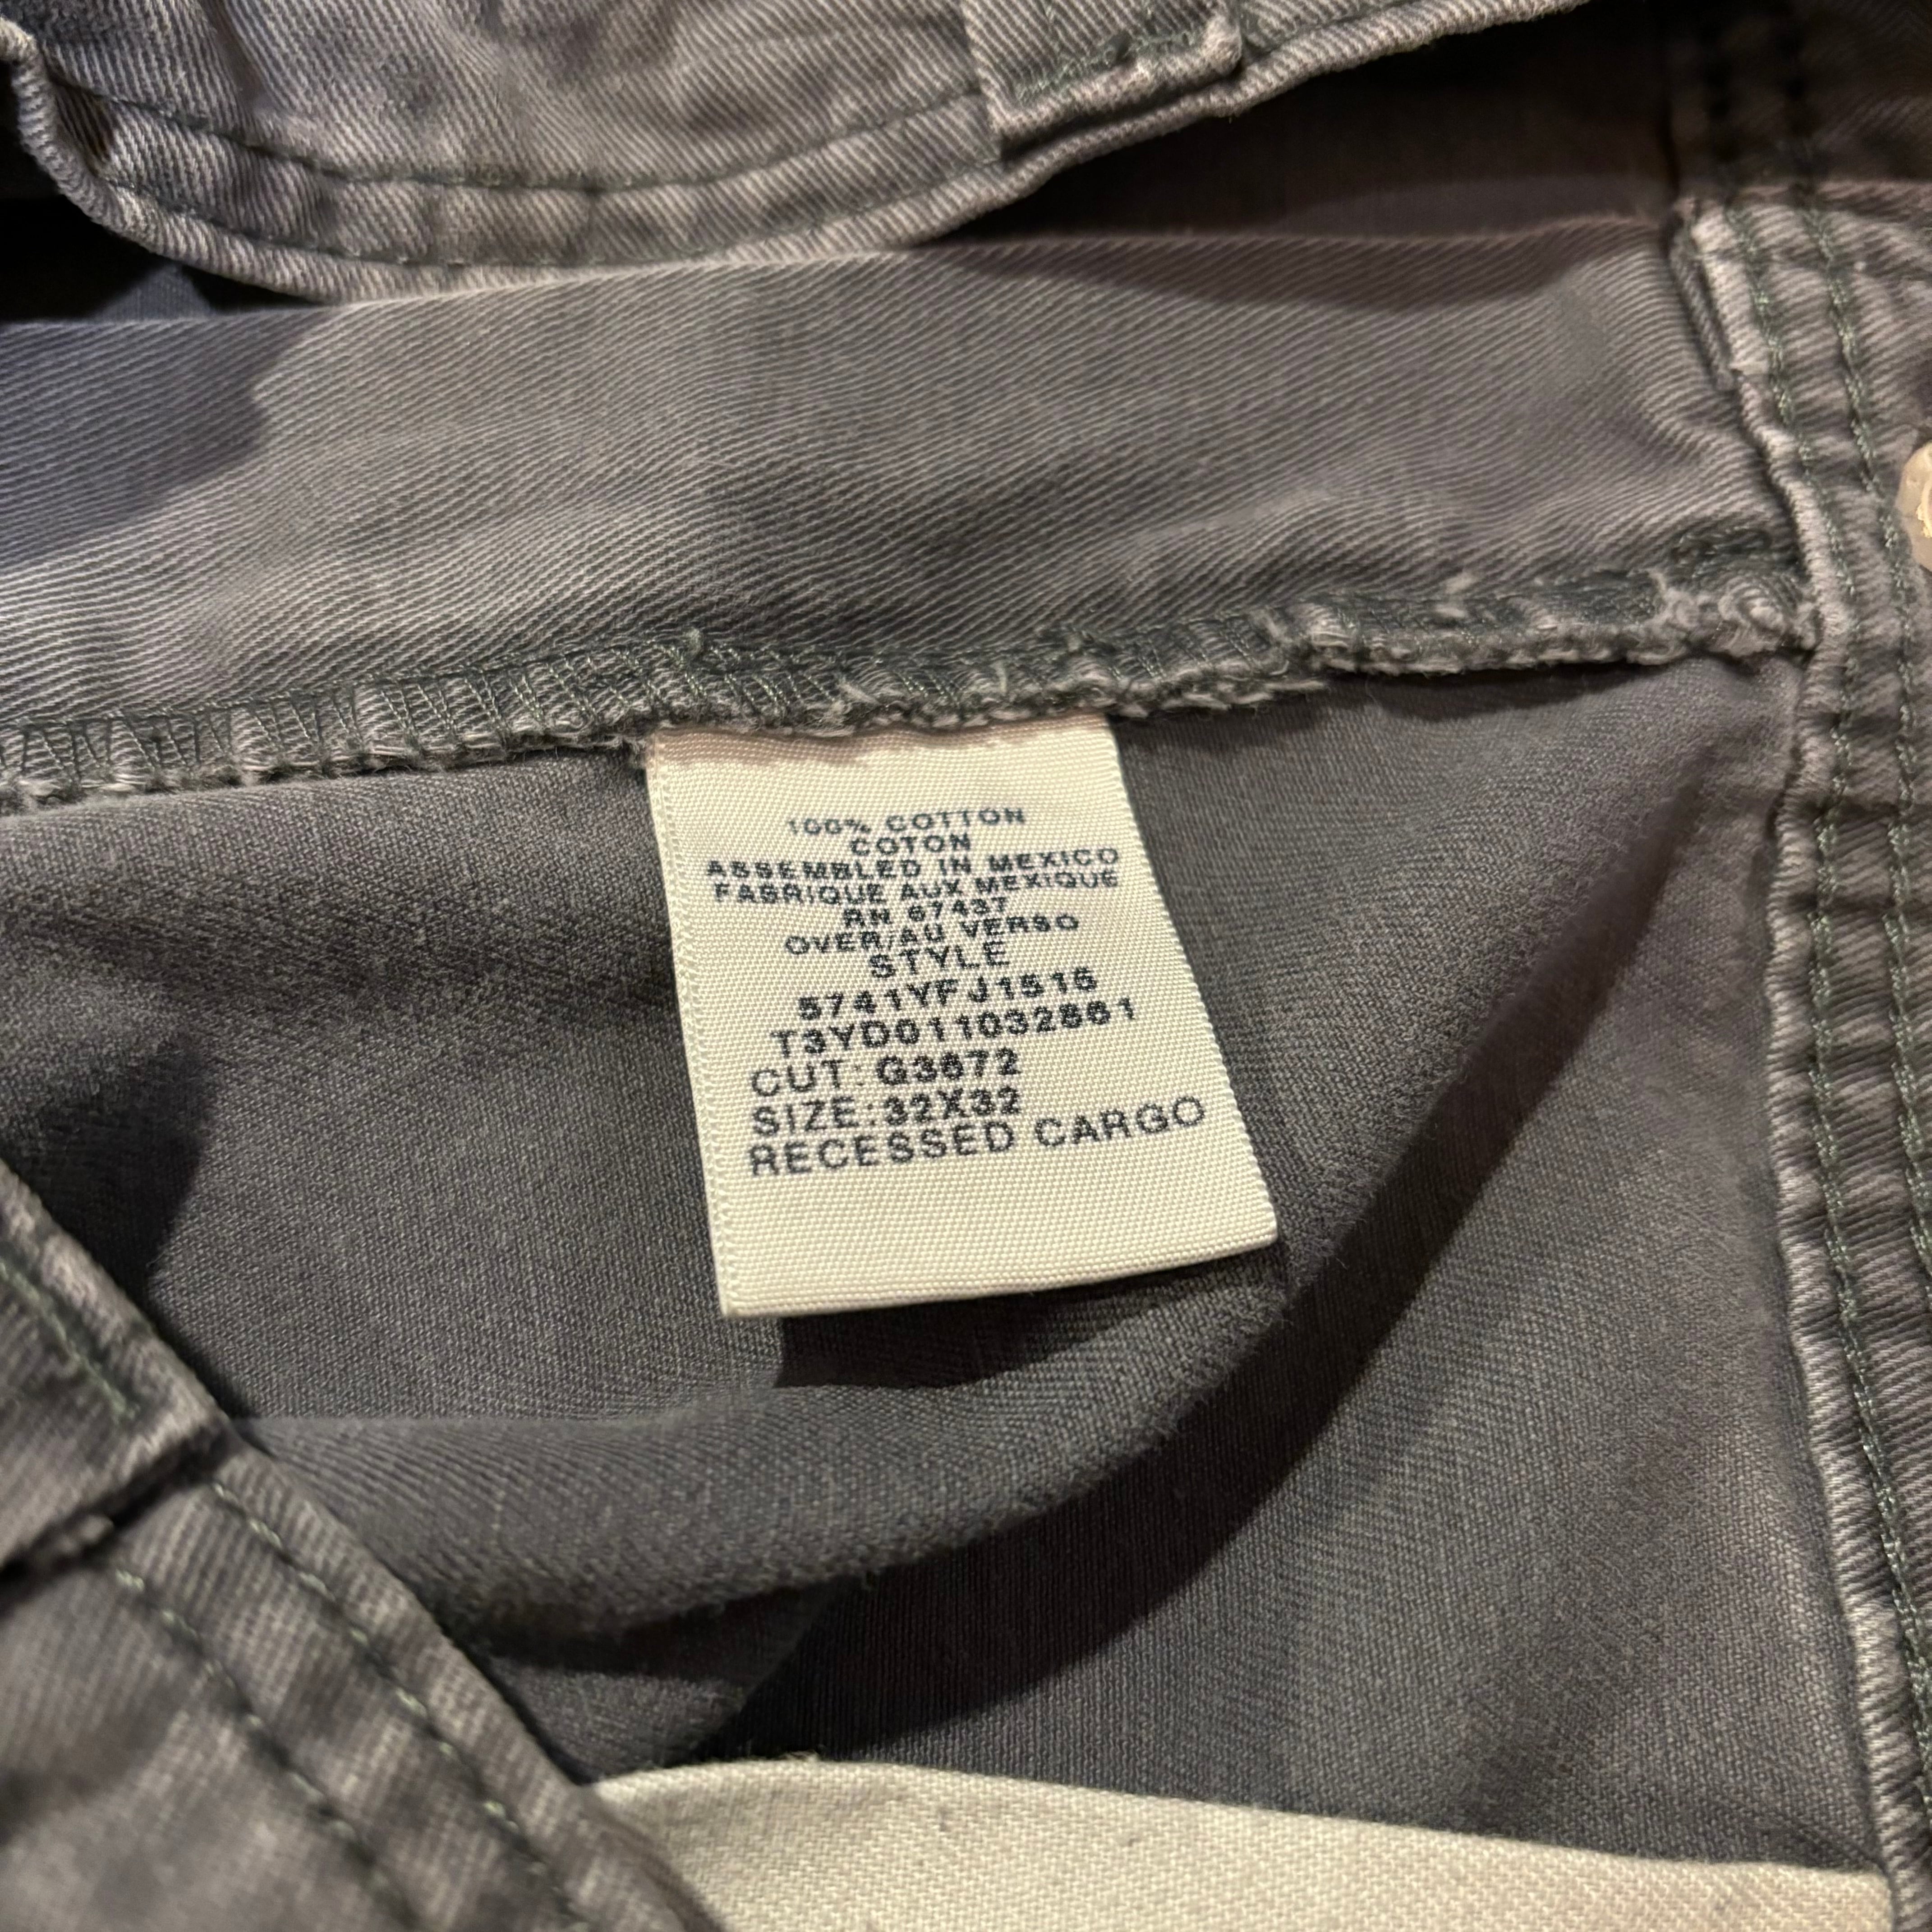 100% COTTON
COTON
ASSEMBLED IN MEXICO
FABRIQUE AUX MEXIQUE
RN 67437
OVER/AU VERSO
STYLE
5741YFJ1515
T3YD011032661
CUT: G3672
SIZE:32X32
RECESSED CARGO